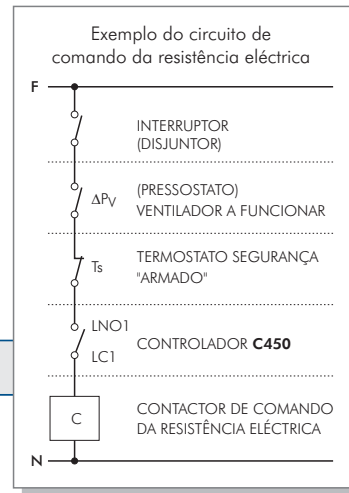 Exemplo do circuito de
comando da resistência eléctrica
F
INTERRUPTOR
(DISJUNTOR)
ΔPV
(PRESSOSTATO)
VENTILADOR A FUNCIONAR
Ts
TERMOSTATO SEGURANÇA
"ARMADO"
LNO1
LC1
CONTROLADOR C450
C
CONTACTOR DE COMANDO
DA RESISTÊNCIA ELÉCTRICA
N